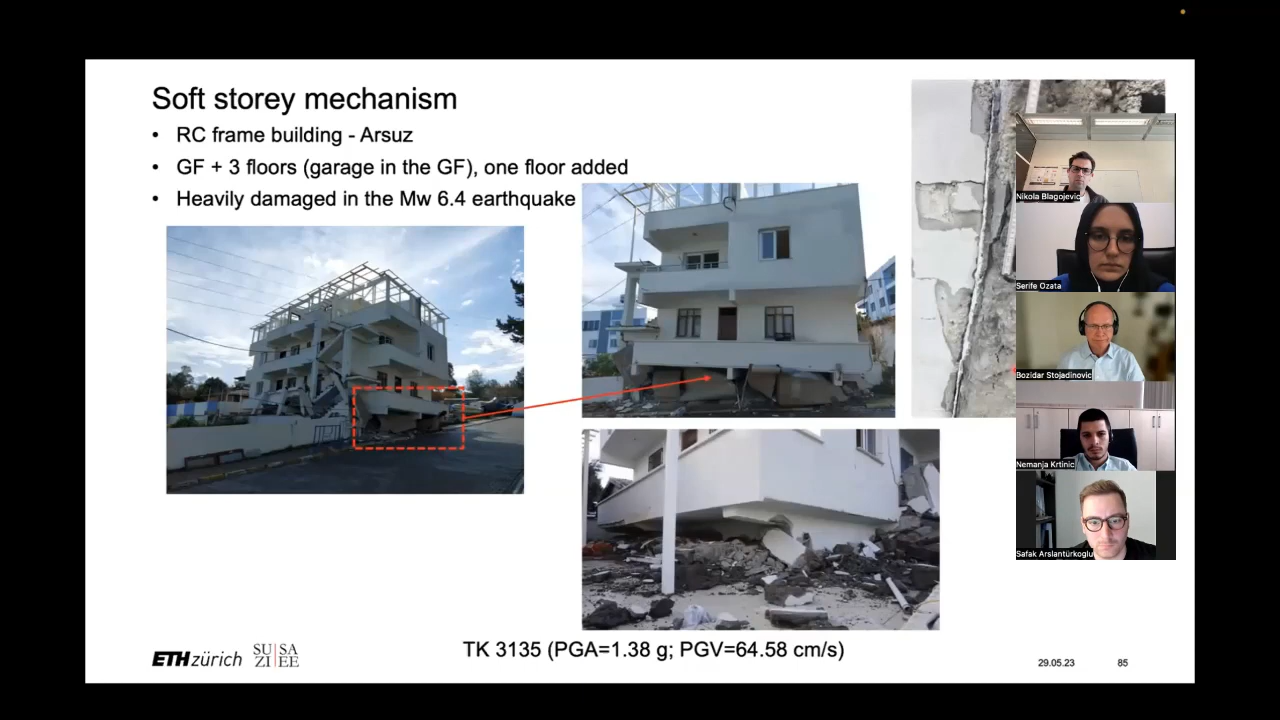 Soft storey mechanism
• RC frame building - Arsuz
• GF + 3 floors (garage in the GF), one floor added
• Heavily damaged in the Mw 6.4 earthquake
Nikola Blagojevic
Serife Ozata
Bozidar Stojadinovic
Nemanja Krtinic
Safak Arslantürkoglu
TK 3135 (PGA=1.38 g; PGV=64.58 cm/s)
ETH zürich
SU|SA
ZI|EE
29.05.23
85